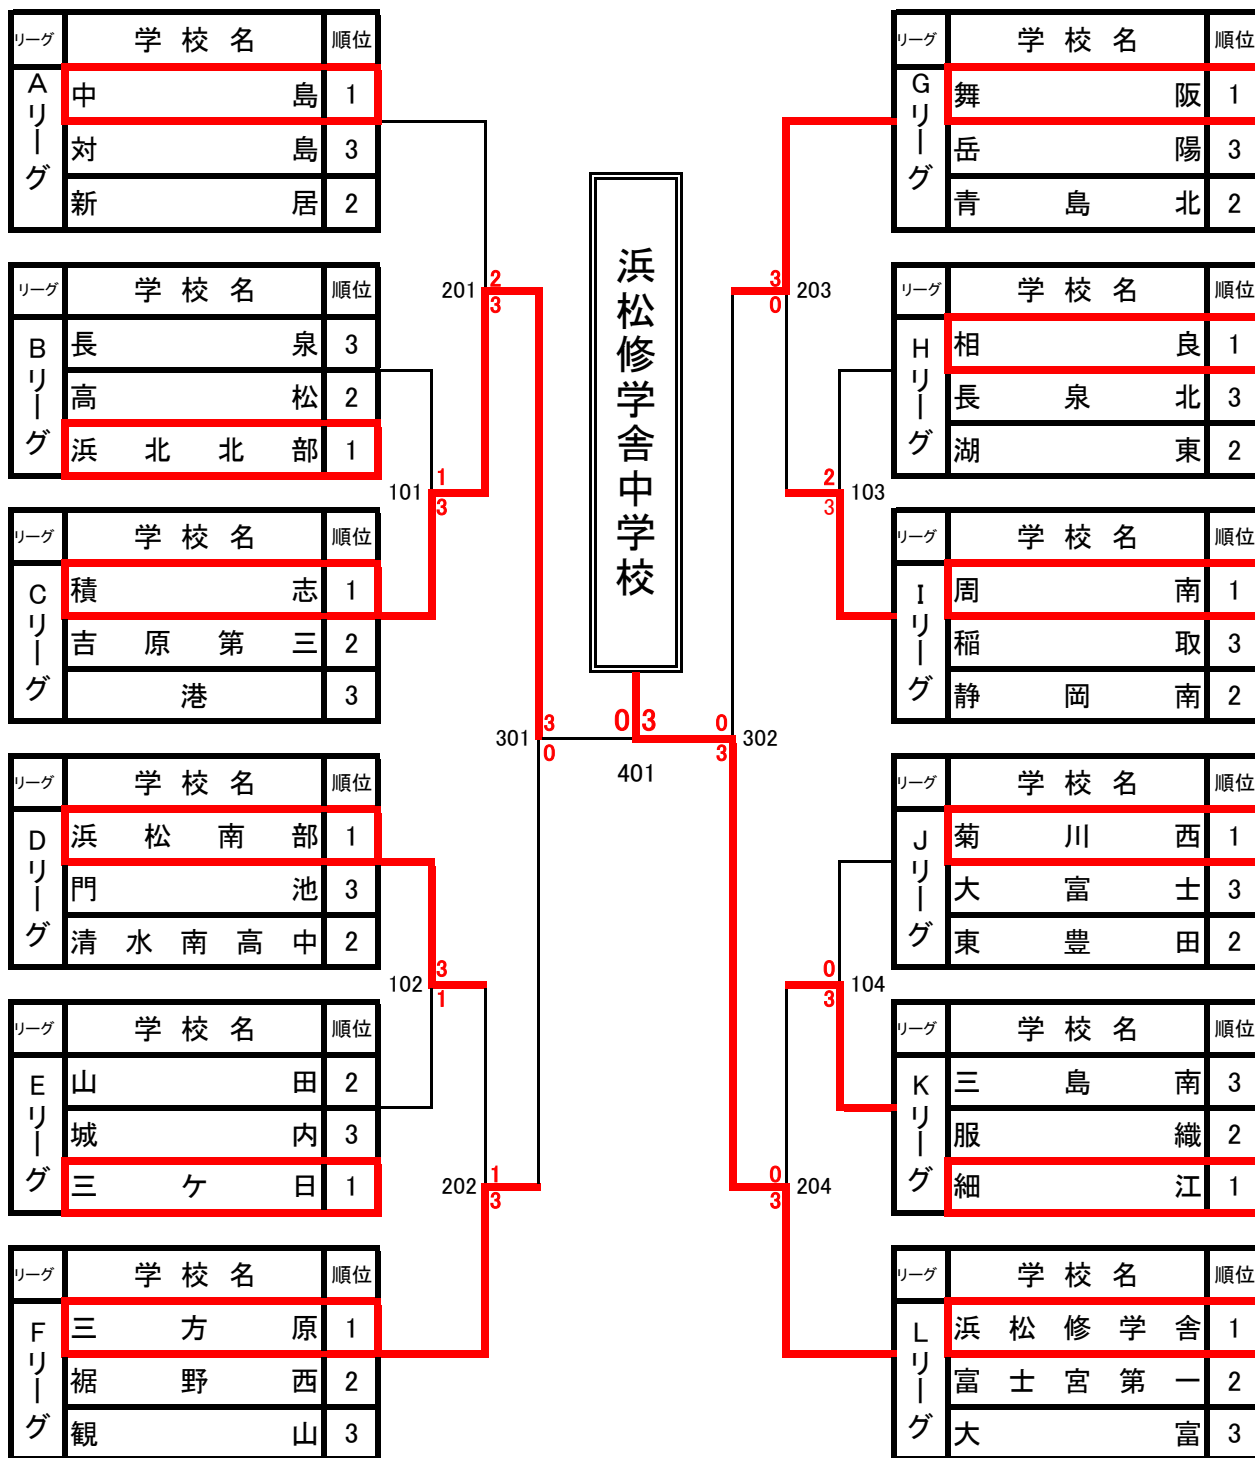 リーグ 学校名 順位
Aリーグ
中島 1
対島 3
新居 2
リーグ 学校名 順位
Bリーグ
長泉 3
高松 2
浜北北部 1
リーグ 学校名 順位
Cリーグ
積志 1
吉原第三 2
港 3
リーグ 学校名 順位
Dリーグ
浜松南部 1
門池 3
清水南高中 2
リーグ 学校名 順位
Eリーグ
山田 2
城内 3
三ケ日 1
リーグ 学校名 順位
Fリーグ
三方原 1
裾野西 2
観山 3
201
2
3
101
1
3
301
3
0
102
3
1
202
1
3
浜松修学舎中学校
0 3
401
203
3
0
103
2
3
302
0
3
104
0
3
204
0
3
リーグ 学校名 順位
Gリーグ
舞阪 1
岳陽 3
青島北 2
リーグ 学校名 順位
Hリーグ
相良 1
長泉北 3
湖東 2
リーグ 学校名 順位
Iリーグ
周南 1
稲取 3
静岡南 2
リーグ 学校名 順位
Jリーグ
菊川西 1
大富士 3
東豊田 2
リーグ 学校名 順位
Kリーグ
三島南 3
服織 2
細江 1
リーグ 学校名 順位
Lリーグ
浜松修学舎 1
富士宮第一 2
大富 3